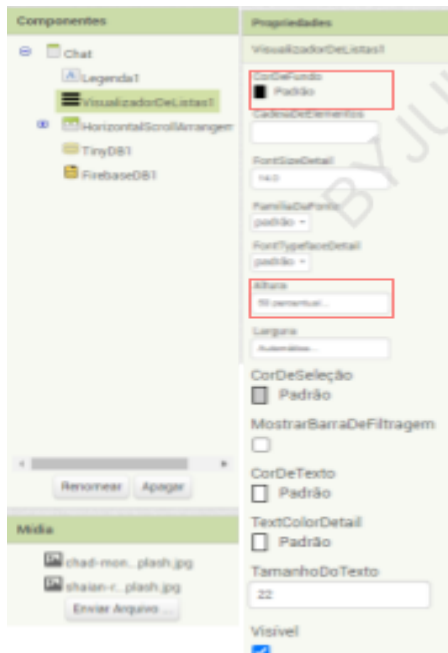 Componentes
Chat
Legenda1
VisualizadorDeListas1
HorizontalScrollArrangem
TinyDB1
FirebaseDB1
Renomear Apagar
Mídia
chad-mon...plash.jpg
shaian-r...plash.jpg
Enviar Arquivo ...
Propriedades
VisualizadorDeListas1
CorDeFundo
Padrão
CadeiaDeElementos
FontSizeDetail
14.0
FamiliaDaFonte
padrão
FontTypefaceDetail
padrão
Altura
50 percentual...
Largura
Automático...
CorDeSeleção
Padrão
MostrarBarraDeFiltragem
CorDeTexto
Padrão
TextColorDetail
Padrão
TamanhoDoTexto
22
Visível
BYJU